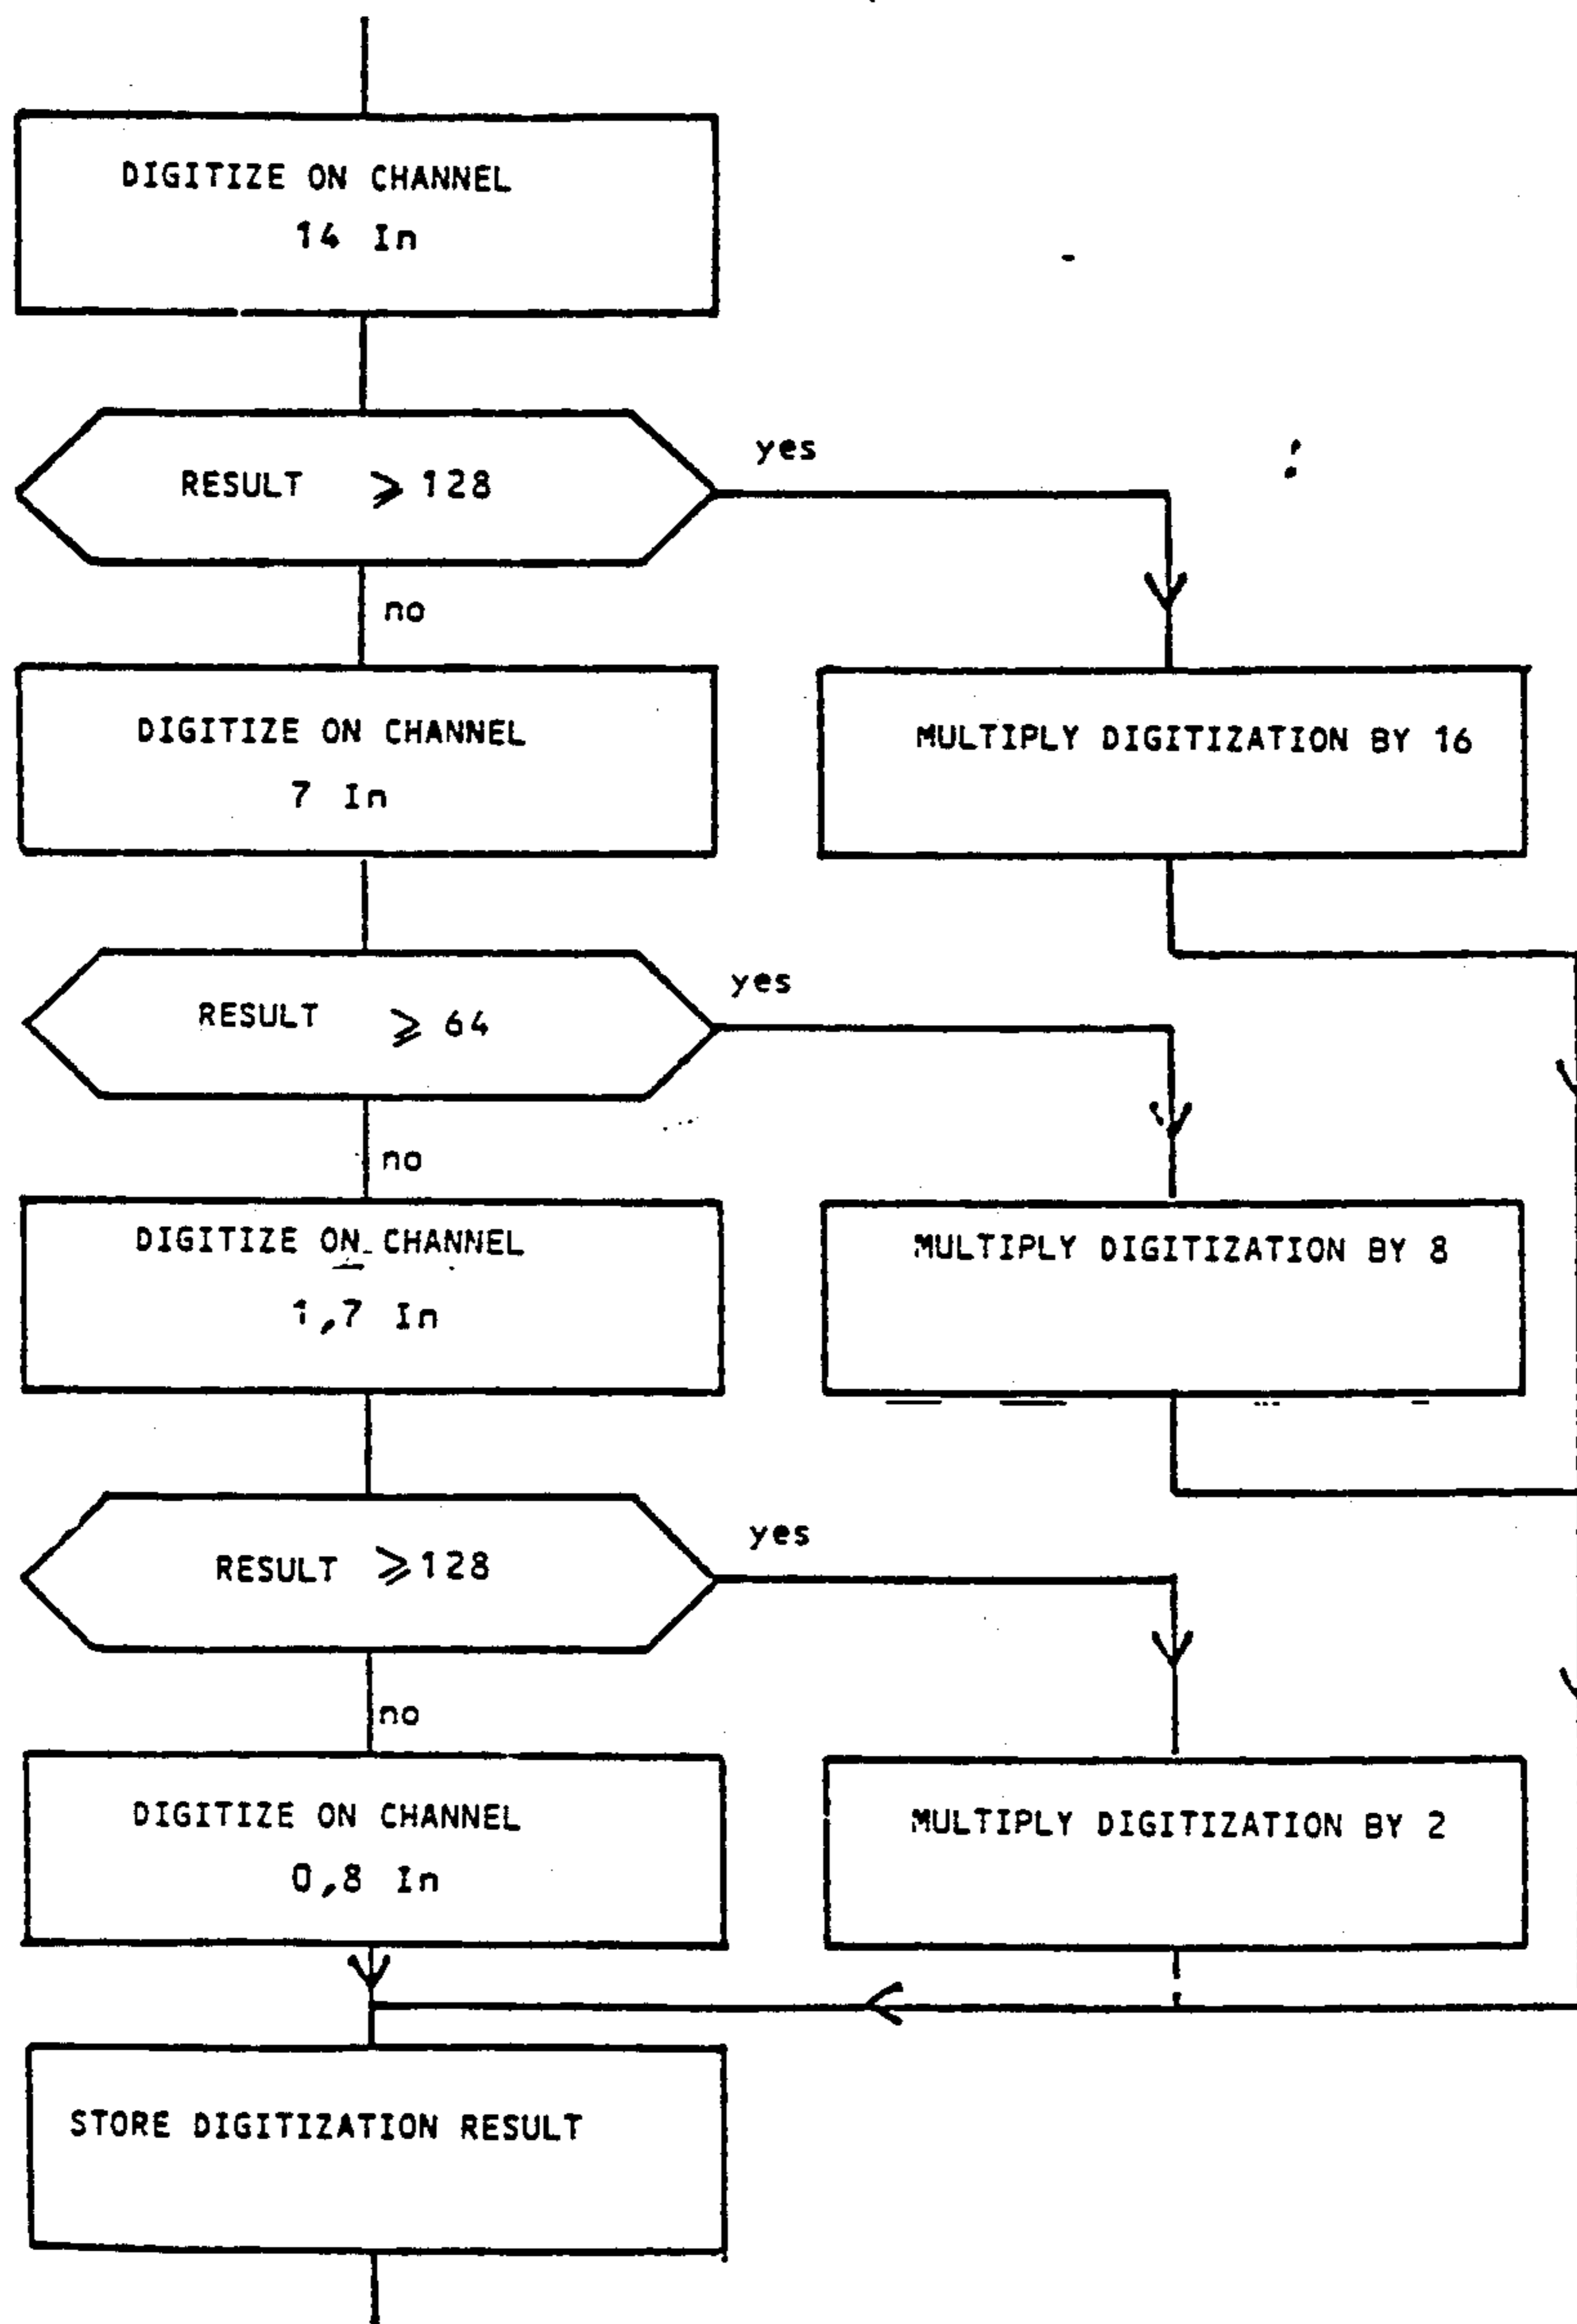 DIGITIZE ON CHANNEL
14 In
RESULT ⩾ 128
yes
no
DIGITIZE ON CHANNEL
7 In
MULTIPLY DIGITIZATION BY 16
RESULT ⩾ 64
yes
no
DIGITIZE ON CHANNEL
1,7 In
MULTIPLY DIGITIZATION BY 8
RESULT ⩾ 128
yes
no
DIGITIZE ON CHANNEL
0,8 In
MULTIPLY DIGITIZATION BY 2
STORE DIGITIZATION RESULT